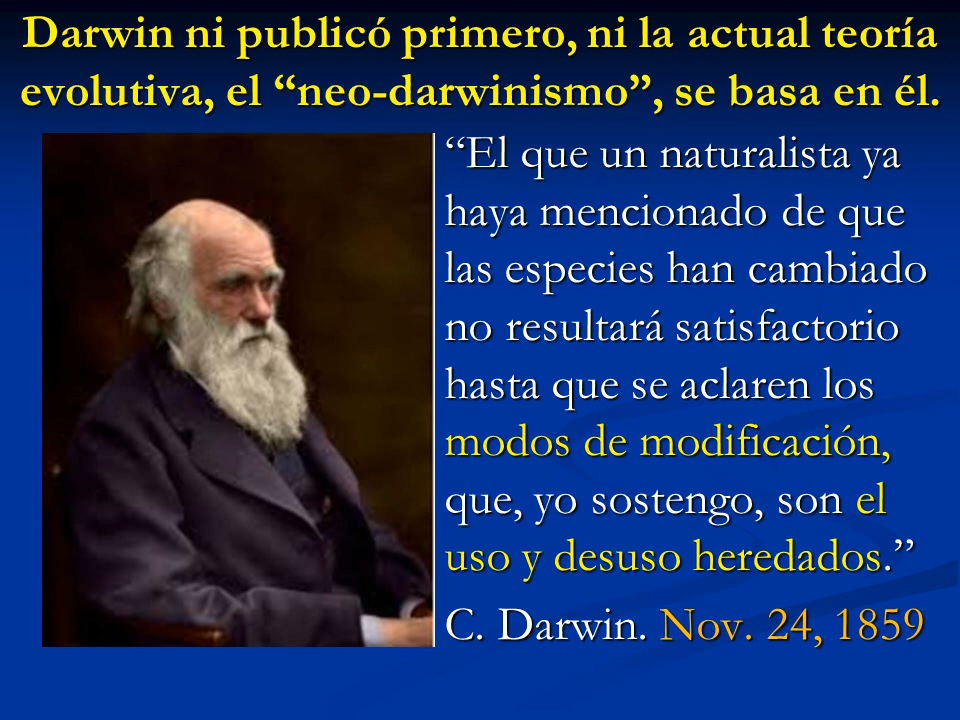 Darwin ni publicó primero, ni la actual teoría
evolutiva, el “neo-darwinismo”, se basa en él.
“El que un naturalista ya
haya mencionado de que
las especies han cambiado
no resultará satisfactorio
hasta que se aclaren los
modos de modificación,
que, yo sostengo, son el
uso y desuso heredados.”
C. Darwin. Nov. 24, 1859